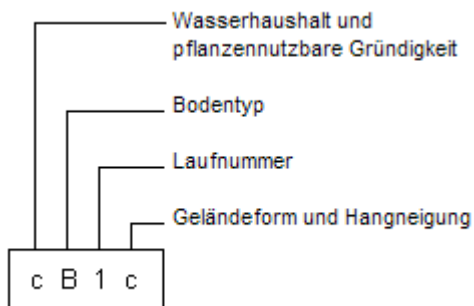 Wasserhaushalt und
pflanzennutzbare Gründigkeit
Bodentyp
Laufnummer
Geländeform und Hangneigung
c B 1 c